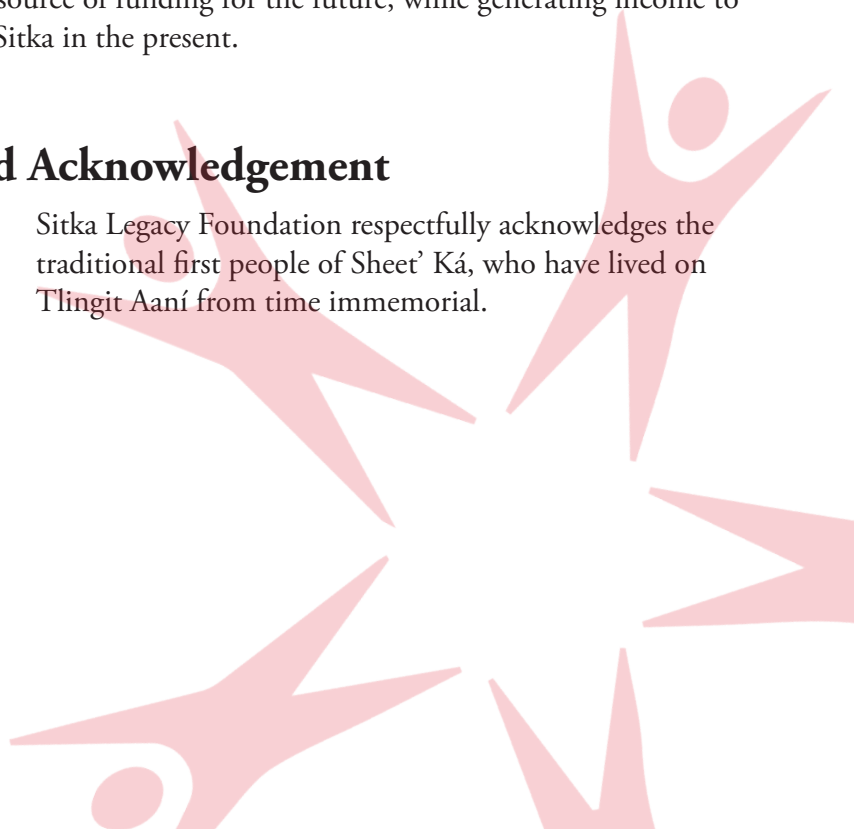 source of funding for the future, while generating income to
Sitka in the present.
d Acknowledgement
Sitka Legacy Foundation respectfully acknowledges the
traditional first people of Sheet’ Ká, who have lived on
Tlingit Aaní from time immemorial.